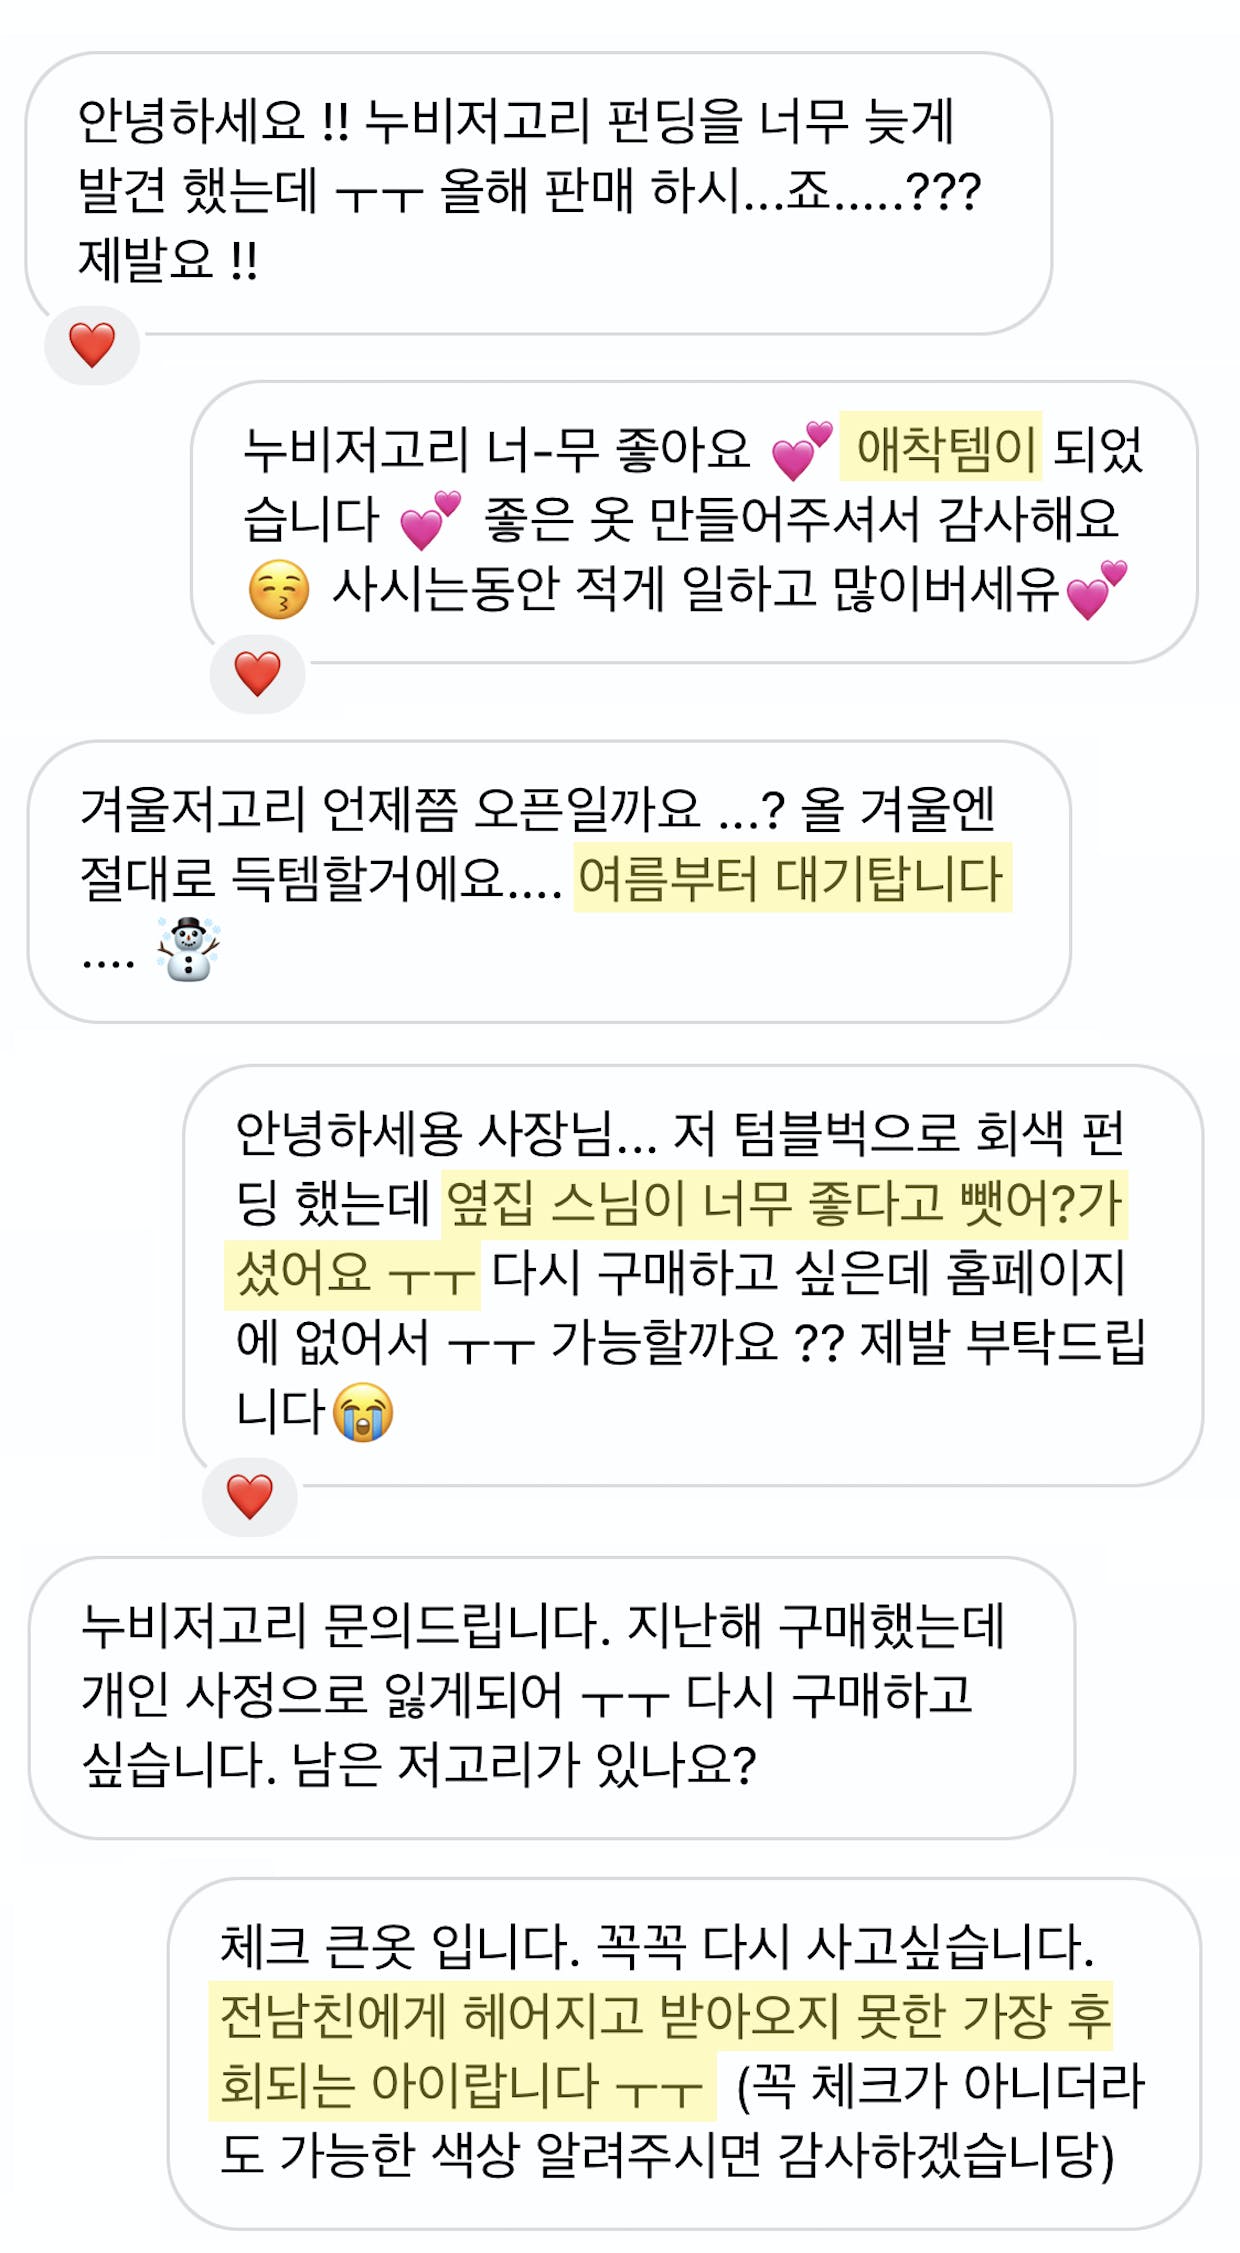 안녕하세요 !! 누비저고리 펀딩을 너무 늦게
발견 했는데 ㅜㅜ 올해 판매 하시...죠.....???
제발요 !!
❤️
누비저고리 너-무 좋아요 💕 애착템이 되었
습니다 💕 좋은 옷 만들어주셔서 감사해요
😚 사시는동안 적게 일하고 많이버세유💕
❤️
겨울저고리 언제쯤 오픈일까요 ...? 올 겨울엔
절대로 득템할거에요.... 여름부터 대기탑니다
.... ☃️
안녕하세용 사장님... 저 텀블벅으로 회색 펀
딩 했는데 옆집 스님이 너무 좋다고 뺏어?가
셨어요 ㅜㅜ 다시 구매하고 싶은데 홈페이지
에 없어서 ㅜㅜ 가능할까요 ?? 제발 부탁드립
니다😭
❤️
누비저고리 문의드립니다. 지난해 구매했는데
개인 사정으로 잃게되어 ㅜㅜ 다시 구매하고
싶습니다. 남은 저고리가 있나요?
체크 큰옷 입니다. 꼭꼭 다시 사고싶습니다.
전남친에게 헤어지고 받아오지 못한 가장 후
회되는 아이랍니다 ㅜㅜ (꼭 체크가 아니더라
도 가능한 색상 알려주시면 감사하겠습니당)